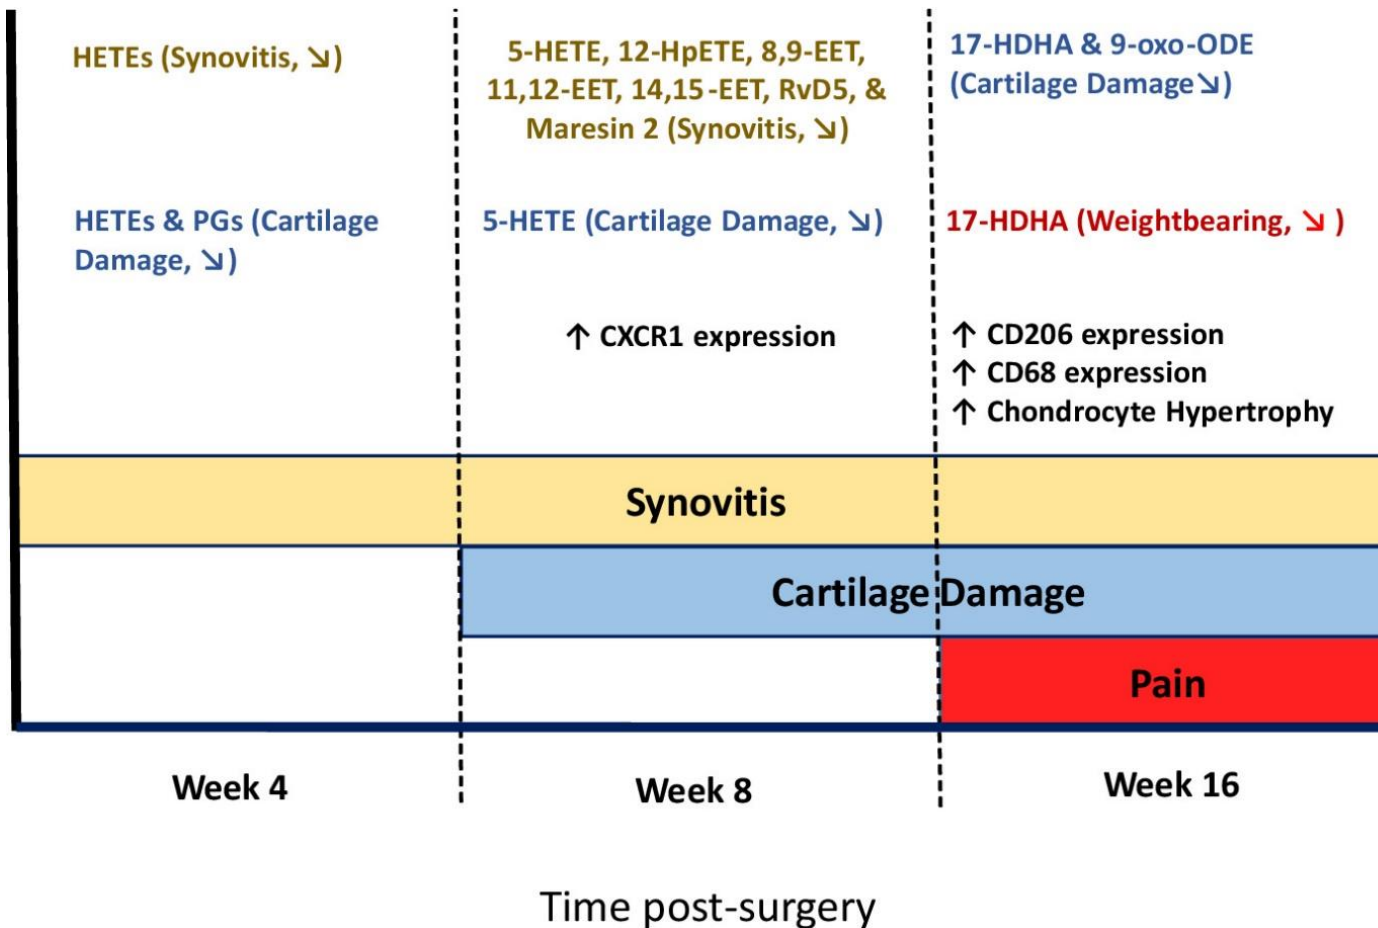 HETEs (Synovitis, ↘)
HETEs & PGs (Cartilage
Damage, ↘)
5-HETE, 12-HpETE, 8,9-EET,
11,12-EET, 14,15-EET, RvD5, &
Maresin 2 (Synovitis, ↘)
5-HETE (Cartilage Damage, ↘)
↑ CXCR1 expression
17-HDHA & 9-oxo-ODE
(Cartilage Damage↘)
17-HDHA (Weightbearing, ↘ )
↑ CD206 expression
↑ CD68 expression
↑ Chondrocyte Hypertrophy
Synovitis
Cartilage Damage
Pain
Week 4
Week 8
Week 16
Time post-surgery